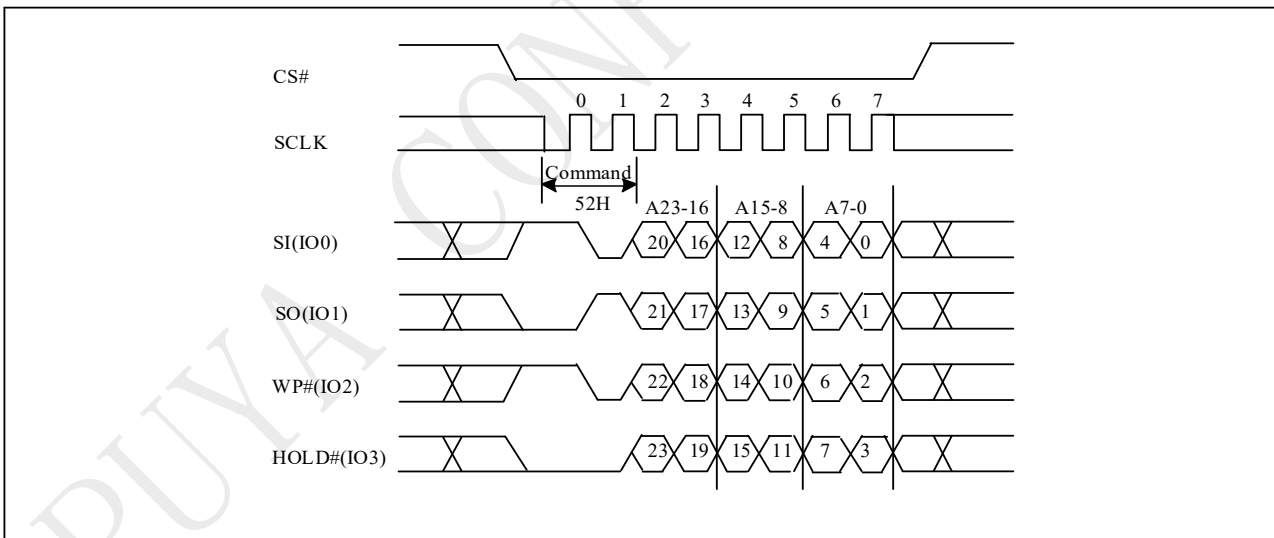 PUYA CONF
CS#
0 1 2 3 4 5 6 7
SCLK
Command
52H
A23-16 A15-8 A7-0
SI(IO0) 20 16 12 8 4 0
SO(IO1) 21 17 13 9 5 1
WP#(IO2) 22 18 14 10 6 2
HOLD#(IO3) 23 19 15 11 7 3